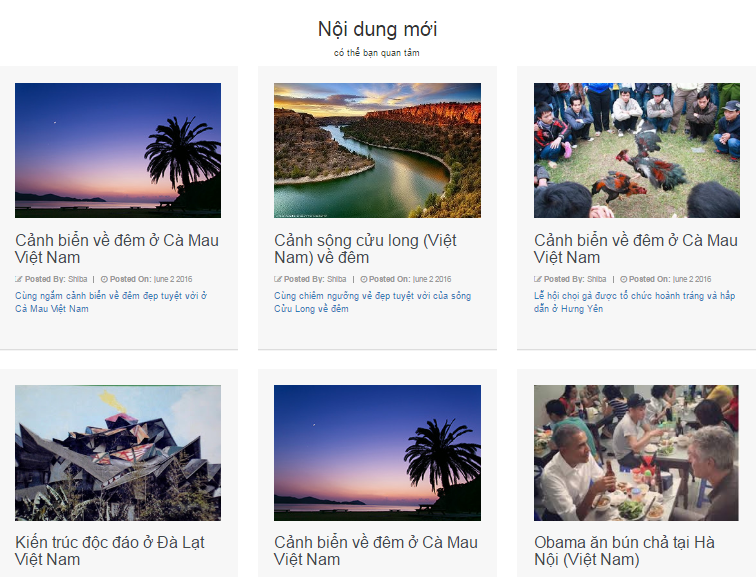 Nội dung mới
có thể bạn quan tâm
Cảnh biển về đêm ở Cà Mau
Việt Nam
Posted By: Shiba | Posted On: June 2 2016
Cùng ngắm cảnh biển về đêm đẹp tuyệt vời ở
Cà Mau Việt Nam
Cảnh sông cửu long (Việt
Nam) về đêm
Posted By: Shiba | Posted On: June 2 2016
Cùng chiêm ngưỡng vẻ đẹp tuyệt vời của sông
Cửu Long về đêm
Cảnh biển về đêm ở Cà Mau
Việt Nam
Posted By: Shiba | Posted On: June 2 2016
Lễ hội chọi gà được tổ chức hoành tráng và hấp
dẫn ở Hưng Yên
Kiến trúc độc đáo ở Đà Lạt
Việt Nam
Cảnh biển về đêm ở Cà Mau
Việt Nam
Obama ăn bún chả tại Hà
Nội (Việt Nam)